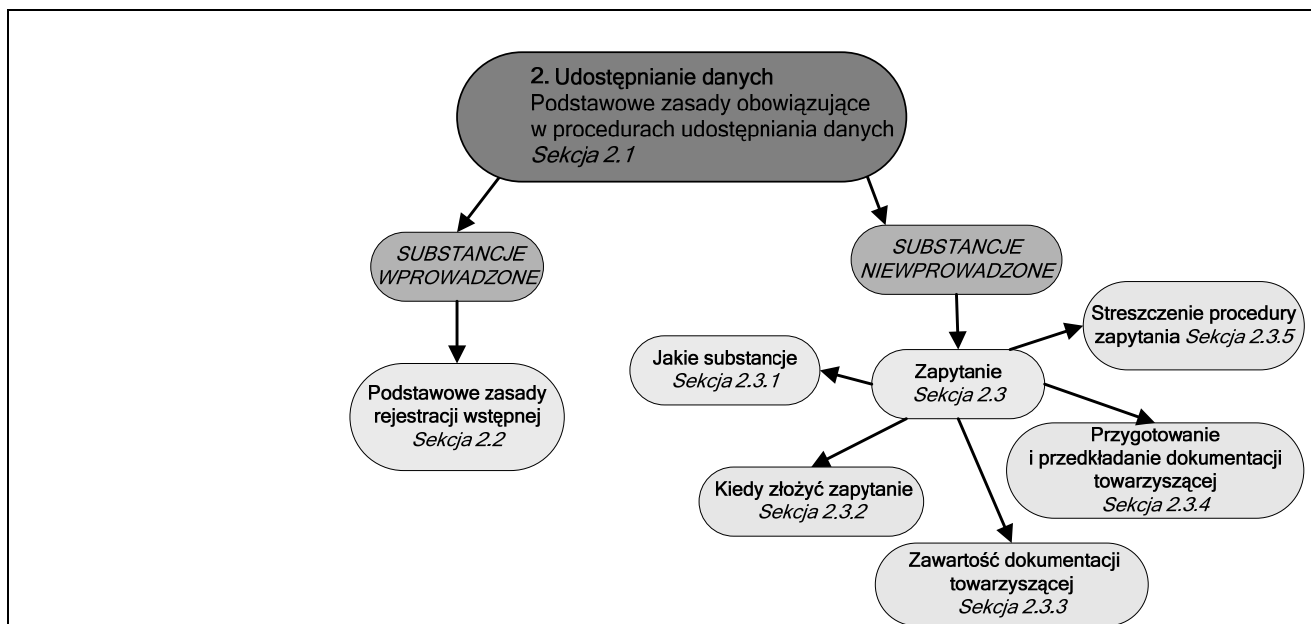 2. Udostępnianie danych
Podstawowe zasady obowiązujące
w procedurach udostępniania danych
Sekcja 2.1
SUBSTANCJE
WPROWADZONE
SUBSTANCJE
NIEWPROWADZONE
Podstawowe zasady
rejestracji wstępnej
Sekcja 2.2
Zapytanie
Sekcja 2.3
Jakie substancje
Sekcja 2.3.1
Kiedy złożyć zapytanie
Sekcja 2.3.2
Zawartość dokumentacji
towarzyszącej
Sekcja 2.3.3
Przygotowanie
i przedkładanie dokumentacji
towarzyszącej
Sekcja 2.3.4
Streszczenie procedury
zapytania Sekcja 2.3.5